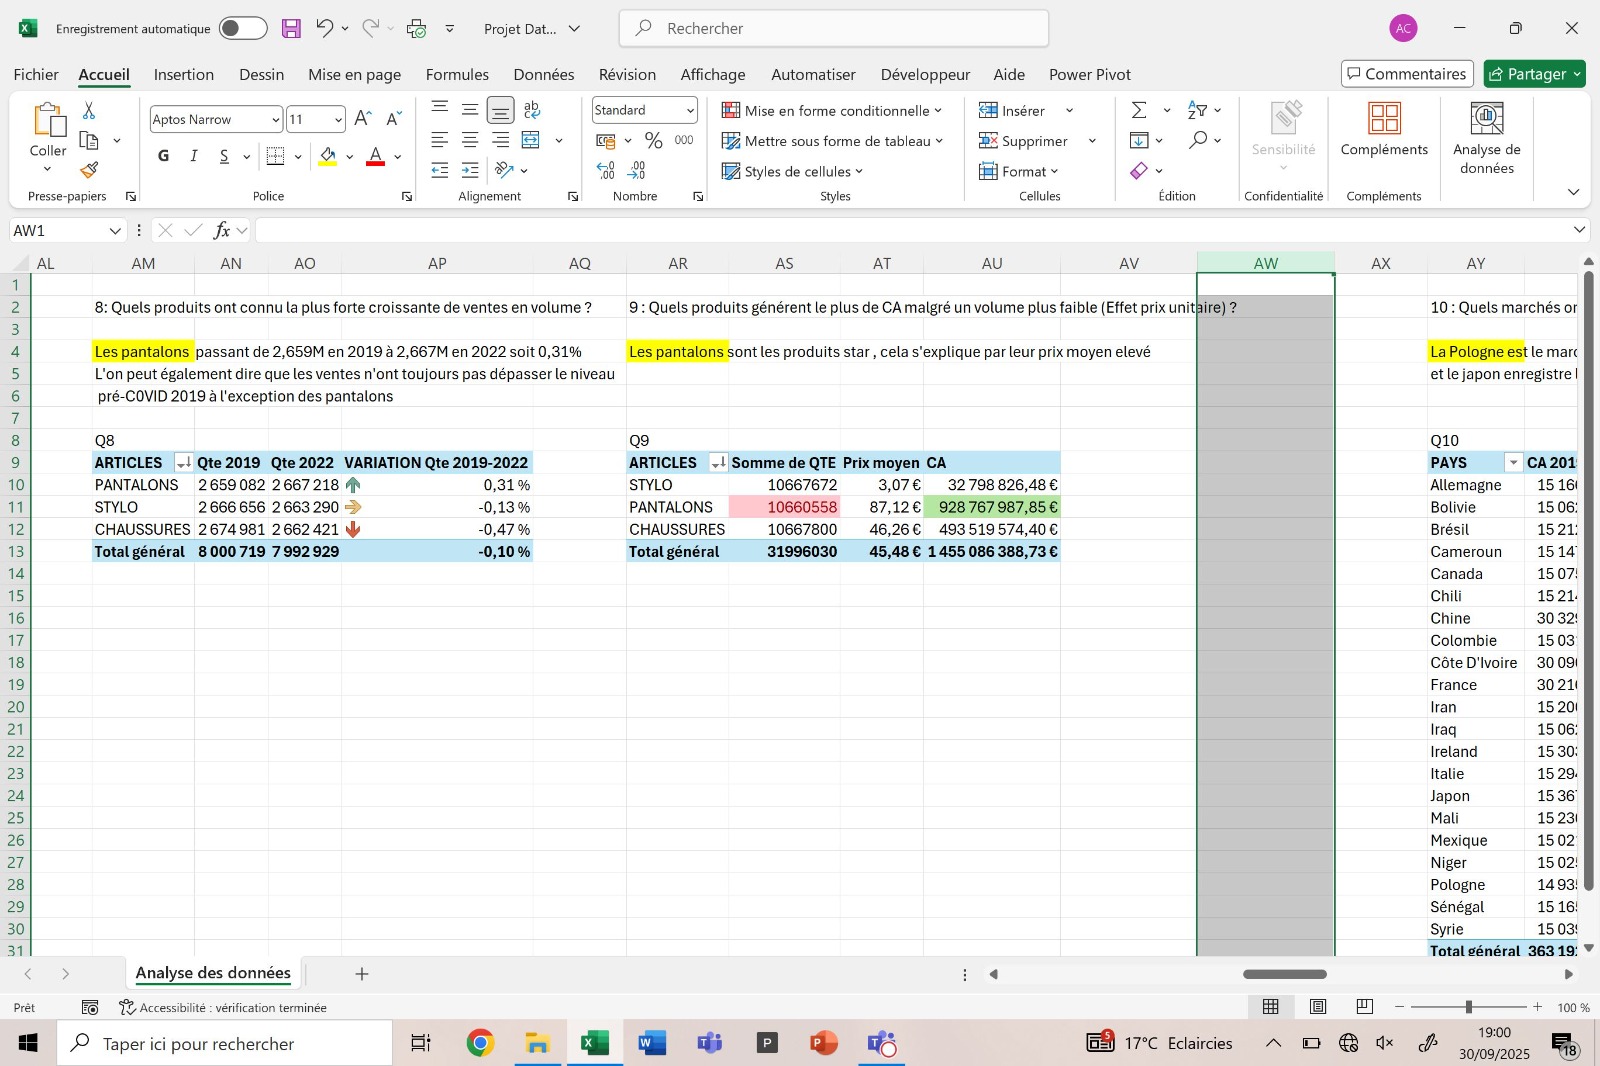 Enregistrement automatique
Projet Dat...
Rechercher
AC
Fichier Accueil Insertion Dessin Mise en page Formules Données Révision Affichage Automatiser Développeur Aide Power Pivot
Commentaires
Partager
Coller
Presse-papiers
Aptos Narrow 11
G I S
Police
Alignement
Standard
% 000
Nombre
Mise en forme conditionnelle
Mettre sous forme de tableau
Styles de cellules
Styles
Insérer
Supprimer
Format
Cellules
Édition
Sensibilité
Confidentialité
Compléments
Compléments
Analyse de
données
AW1
fx
AL AM AN AO AP AQ AR AS AT AU AV AW AX AY
1
2 8: Quels produits ont connu la plus forte croissante de ventes en volume ? 9 : Quels produits générent le plus de CA malgré un volume plus faible (Effet prix unitaire) ? 10 : Quels marchés or
3
4 Les pantalons passant de 2,659M en 2019 à 2,667M en 2022 soit 0,31% Les pantalons sont les produits star , cela s'explique par leur prix moyen elevé La Pologne est le marc
5 L'on peut également dire que les ventes n'ont toujours pas dépasser le niveau et le japon enregistre l
6 pré-C0VID 2019 à l'exception des pantalons
7
8 Q8 Q9 Q10
9 ARTICLES Qte 2019 Qte 2022 VARIATION Qte 2019-2022 ARTICLES Somme de QTE Prix moyen CA PAYS CA 201
10 PANTALONS 2 659 082 2 667 218 0,31 % STYLO 10667672 3,07 € 32 798 826,48 € Allemagne 15 16
11 STYLO 2 666 656 2 663 290 -0,13 % PANTALONS 10660558 87,12 € 928 767 987,85 € Bolivie 15 06
12 CHAUSSURES 2 674 981 2 662 421 -0,47 % CHAUSSURES 10667800 46,26 € 493 519 574,40 € Brésil 15 21
13 Total général 8 000 719 7 992 929 -0,10 % Total général 31996030 45,48 € 1 455 086 388,73 € Cameroun 15 14
14 Canada 15 07
15 Chili 15 21
16 Chine 30 32
17 Colombie 15 03
18 Côte D'Ivoire 30 09
19 France 30 21
20 Iran 15 20
21 Iraq 15 06
22 Ireland 15 30
23 Italie 15 29
24 Japon 15 36
25 Mali 15 23
26 Mexique 15 02
27 Niger 15 02
28 Pologne 14 93
29 Sénégal 15 16
30 Syrie 15 03
31 Total général 363 19
Analyse des données
Prêt
Accessibilité : vérification terminée
100 %
Taper ici pour rechercher
5
17°C Eclaircies
19:00
30/09/2025
18